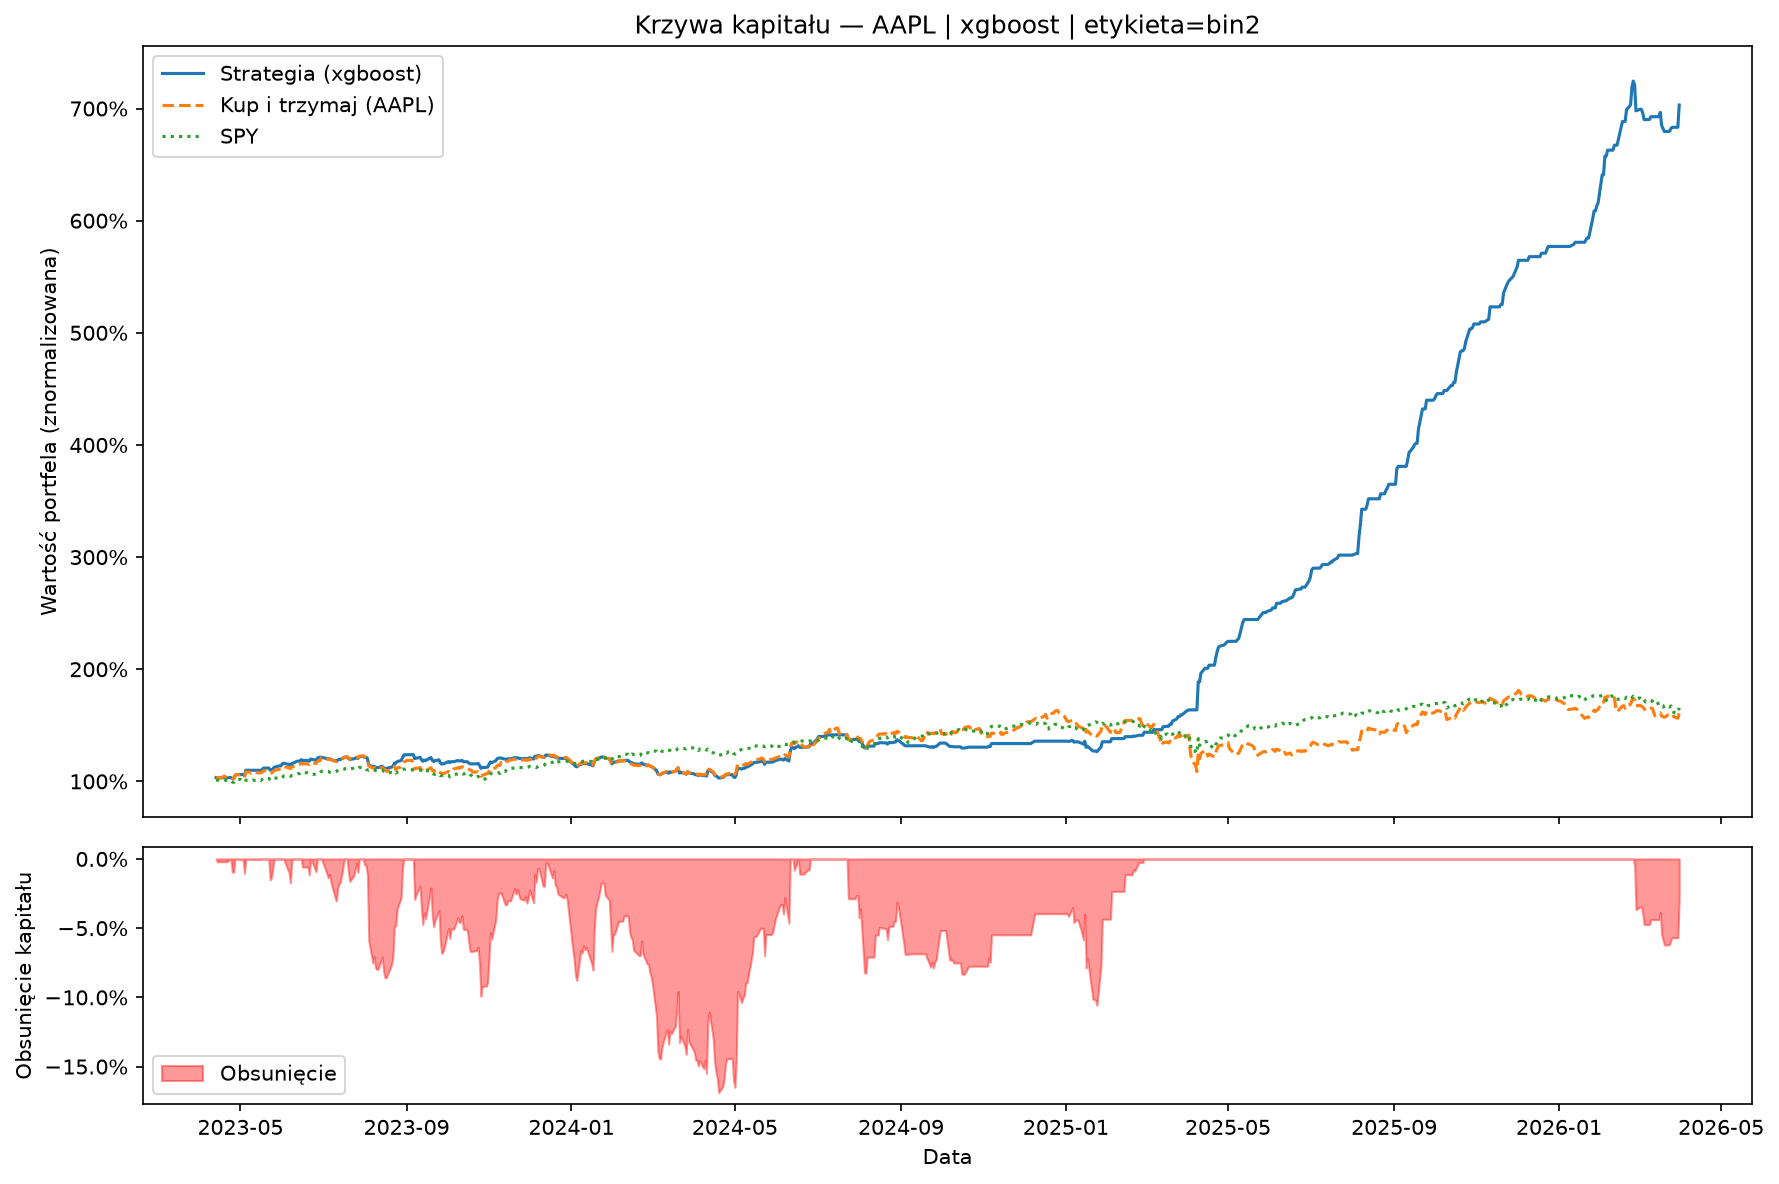 Krzywa kapitału — AAPL | xgboost | etykieta=bin2
Strategia (xgboost)
Kup i trzymaj (AAPL)
SPY
Wartość portfela (znormalizowana)
700%
600%
500%
400%
300%
200%
100%
Obsunięcie kapitału
0.0%
−5.0%
−10.0%
−15.0%
Obsunięcie
2023-05
2023-09
2024-01
2024-05
2024-09
2025-01
2025-05
2025-09
2026-01
2026-05
Data